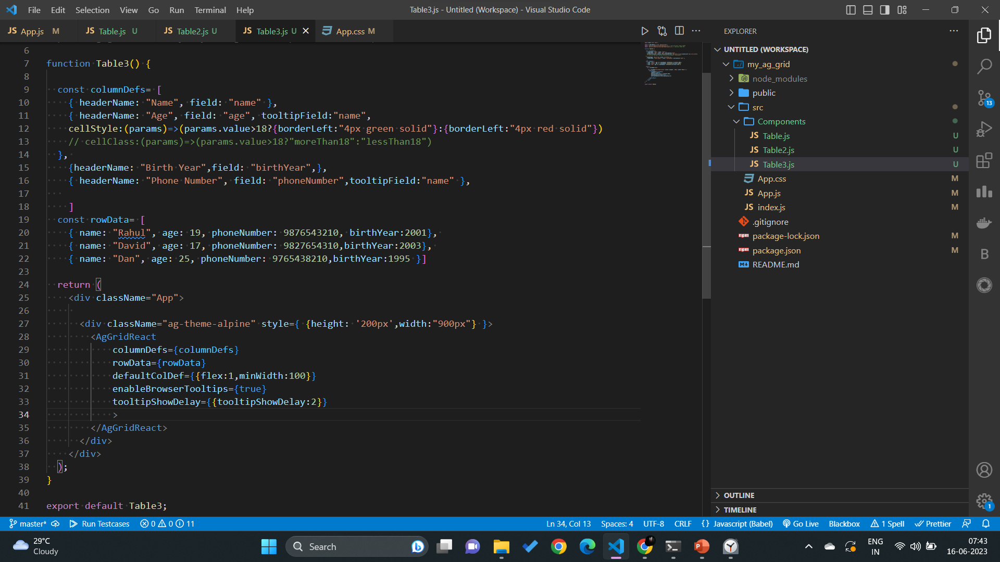 File Edit Selection View Go Run Terminal Help
Table3.js - Untitled (Workspace) - Visual Studio Code
JS App.js M
JS Table.js U
JS Table2.js U
JS Table3.js U
App.css M
6
7 function Table3() {
8
9 const columnDefs= [
10 { headerName: "Name", field: "name" },
11 { headerName: "Age", field: "age", tooltipField:"name",
12 cellStyle:(params)=>(params.value>18?{borderLeft:"4px green solid"}:{borderLeft:"4px red solid"})
13 // cellClass:(params)=>(params.value>18?"moreThan18":"lessThan18")
14 },
15 {headerName: "Birth Year",field: "birthYear",},
16 { headerName: "Phone Number", field: "phoneNumber",tooltipField:"name" },
17
18 ]
19 const rowData= [
20 { name: "Rahul", age: 19, phoneNumber: 9876543210, birthYear:2001},
21 { name: "David", age: 17, phoneNumber: 9827654310,birthYear:2003},
22 { name: "Dan", age: 25, phoneNumber: 9765438210,birthYear:1995 }]
23
24 return (
25 <div className="App">
26
27 <div className="ag-theme-alpine" style={ {height: '200px',width:"900px"} }>
28 <AgGridReact
29 columnDefs={columnDefs}
30 rowData={rowData}
31 defaultColDef={{flex:1,minWidth:100}}
32 enableBrowserTooltips={true}
33 tooltipShowDelay={{tooltipShowDelay:2}}
34 >
35 </AgGridReact>
36 </div>
37 </div>
38 );
39 }
40
41 export default Table3;
EXPLORER
UNTITLED (WORKSPACE)
my_ag_grid
node_modules
public
src
Components
JS Table.js U
JS Table2.js U
JS Table3.js U
App.css M
JS App.js M
JS index.js M
.gitignore
npm package-lock.json M
npm package.json M
README.md
OUTLINE
TIMELINE
13
B
1
master* Run Testcases 0 0 11
Ln 34, Col 13 Spaces: 4 UTF-8 CRLF {} Javascript (Babel) Go Live Blackbox 1 Spell Prettier
29°C
Cloudy
Search
ENG
IN
07:43
16-06-2023